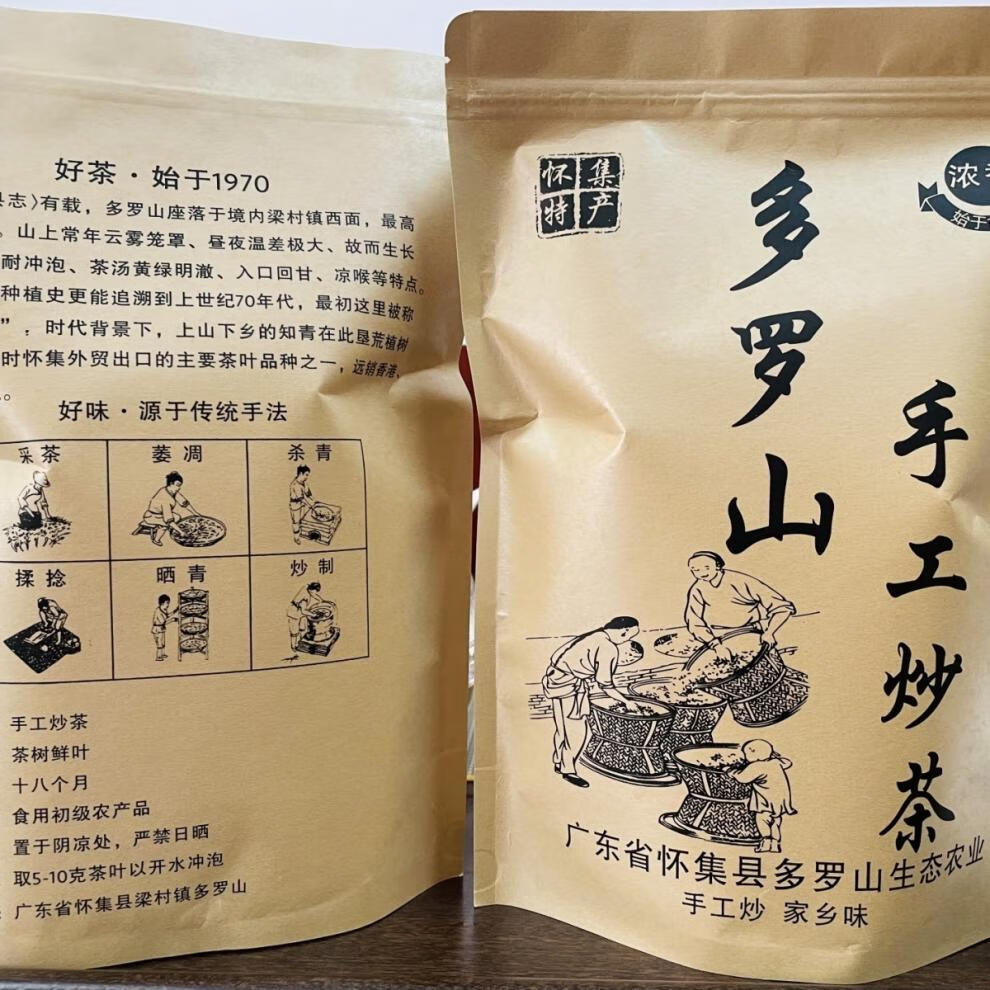 好茶·始于1970
县志〉有载，多罗山座落于境内梁村镇西面，最高
。山上常年云雾笼罩、昼夜温差极大、故而生长
耐冲泡、茶汤黄绿明澈、入口回甘、凉喉等特点。
种植史更能追溯到上世纪70年代，最初这里被称
”：时代背景下，上山下乡的知青在此垦荒植树
时怀集外贸出口的主要茶叶品种之一，远销香港、
。
好味·源于传统手法
采茶 萎凋 杀青
揉捻 晒青 炒制
手工炒茶
茶树鲜叶
十八个月
食用初级农产品
置于阴凉处，严禁日晒
取5-10克茶叶以开水冲泡
广东省怀集县梁村镇多罗山
怀集
特产
多罗山
手工炒茶
浓
始于
广东省怀集县多罗山生态农业
手工炒 家乡味